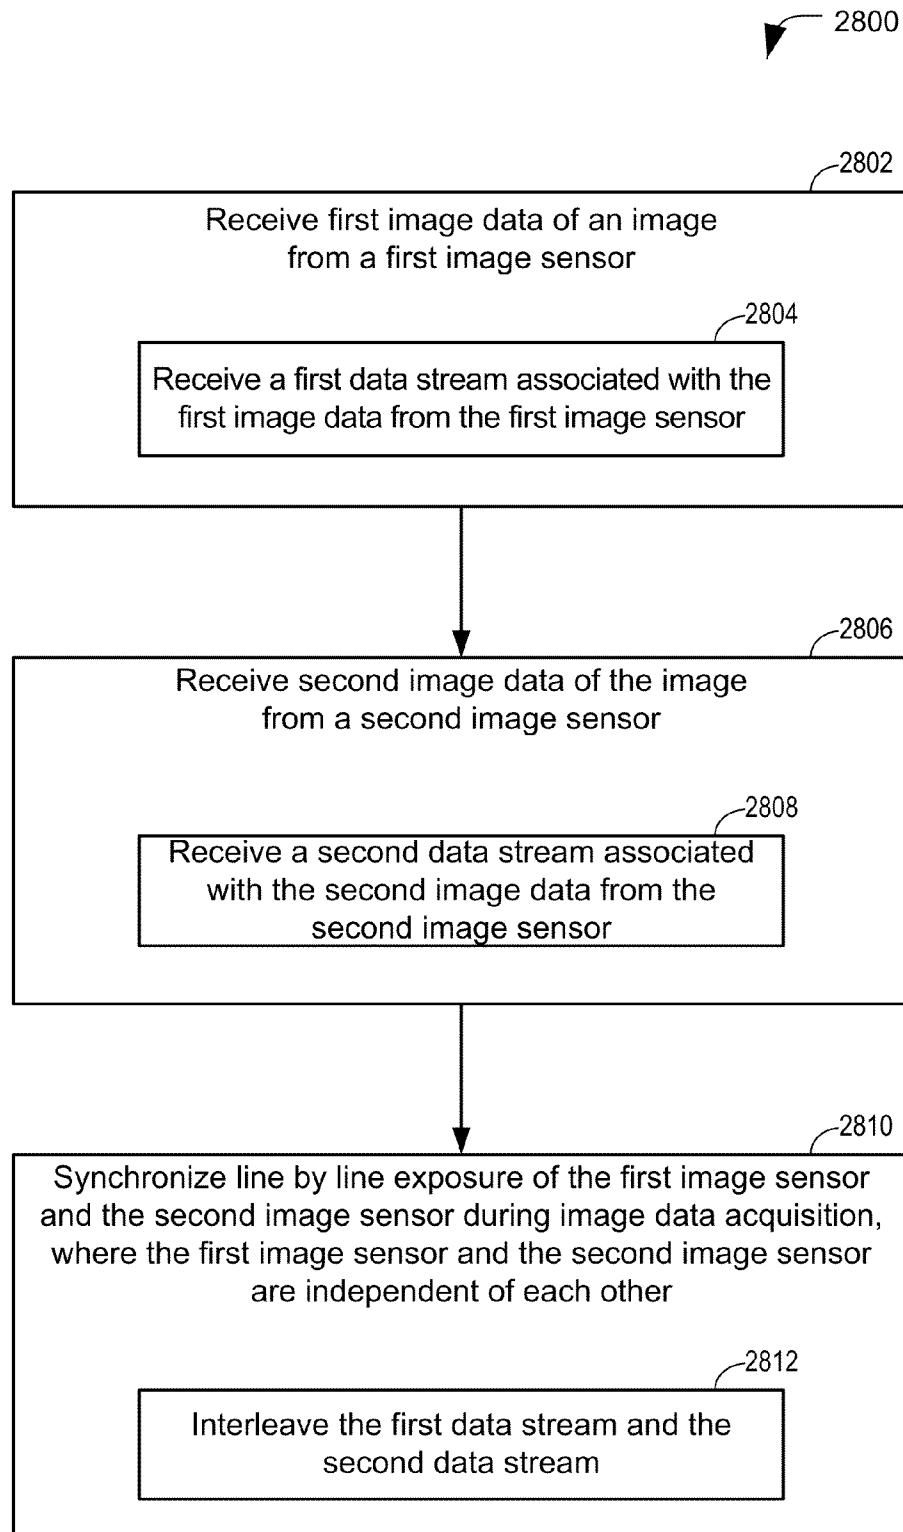 2800
2802
Receive first image data of an image
from a first image sensor
2804
Receive a first data stream associated with the
first image data from the first image sensor
2806
Receive second image data of the image
from a second image sensor
2808
Receive a second data stream associated
with the second image data from the
second image sensor
2810
Synchronize line by line exposure of the first image sensor
and the second image sensor during image data acquisition,
where the first image sensor and the second image sensor
are independent of each other
2812
Interleave the first data stream and the
second data stream